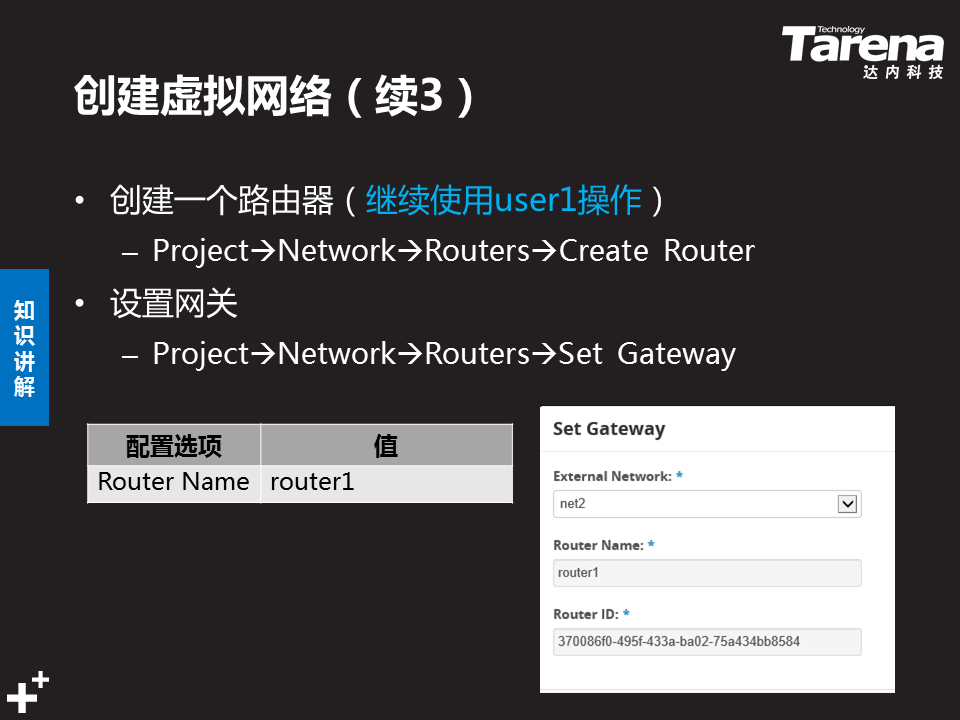 Technology
Tarena
达内科技
创建虚拟网络（续3）
• 创建一个路由器（继续使用user1操作）
– Project→Network→Routers→Create Router
• 设置网关
– Project→Network→Routers→Set Gateway
知识讲解
配置选项 值
Router Name router1
Set Gateway
External Network: *
net2
Router Name: *
router1
Router ID: *
370086f0-495f-433a-ba02-75a434bb8584